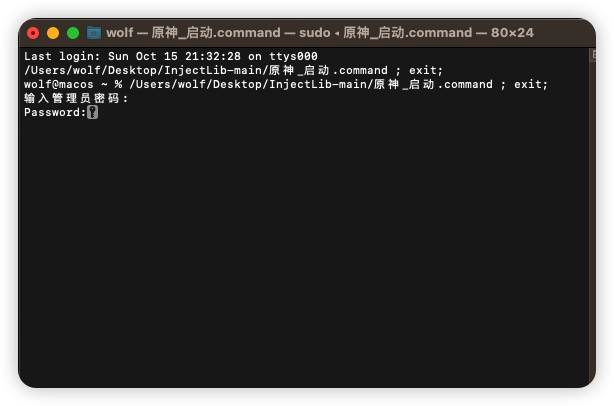 wolf — 原神_启动.command — sudo ◂ 原神_启动.command — 80×24
Last login: Sun Oct 15 21:32:28 on ttys000
/Users/wolf/Desktop/InjectLib-main/原神_启动.command ; exit;
wolf@macos ~ % /Users/wolf/Desktop/InjectLib-main/原神_启动.command ; exit;
输入管理员密码:
Password: